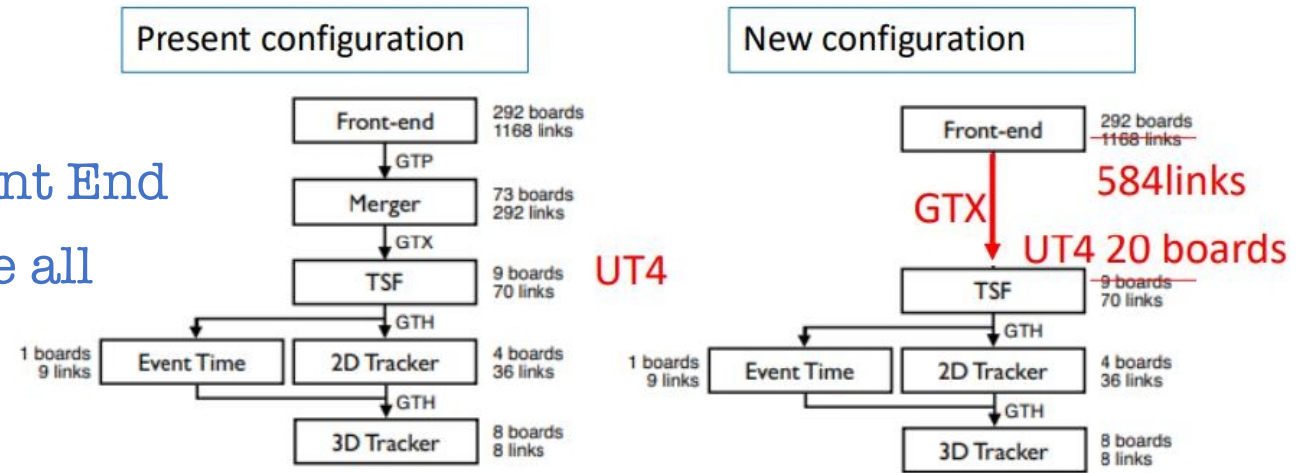 Present configuration
Front-end
292 boards
1168 links
GTP
Merger
73 boards
292 links
GTX
TSF
9 boards
70 links
UT4
GTH
1 boards
9 links
Event Time
2D Tracker
4 boards
36 links
GTH
3D Tracker
8 boards
8 links
nt End
e all
New configuration
Front-end
292 boards
1168 links
584links
GTX
UT4 20 boards
TSF
9 boards
70 links
GTH
1 boards
9 links
Event Time
2D Tracker
4 boards
36 links
GTH
3D Tracker
8 boards
8 links